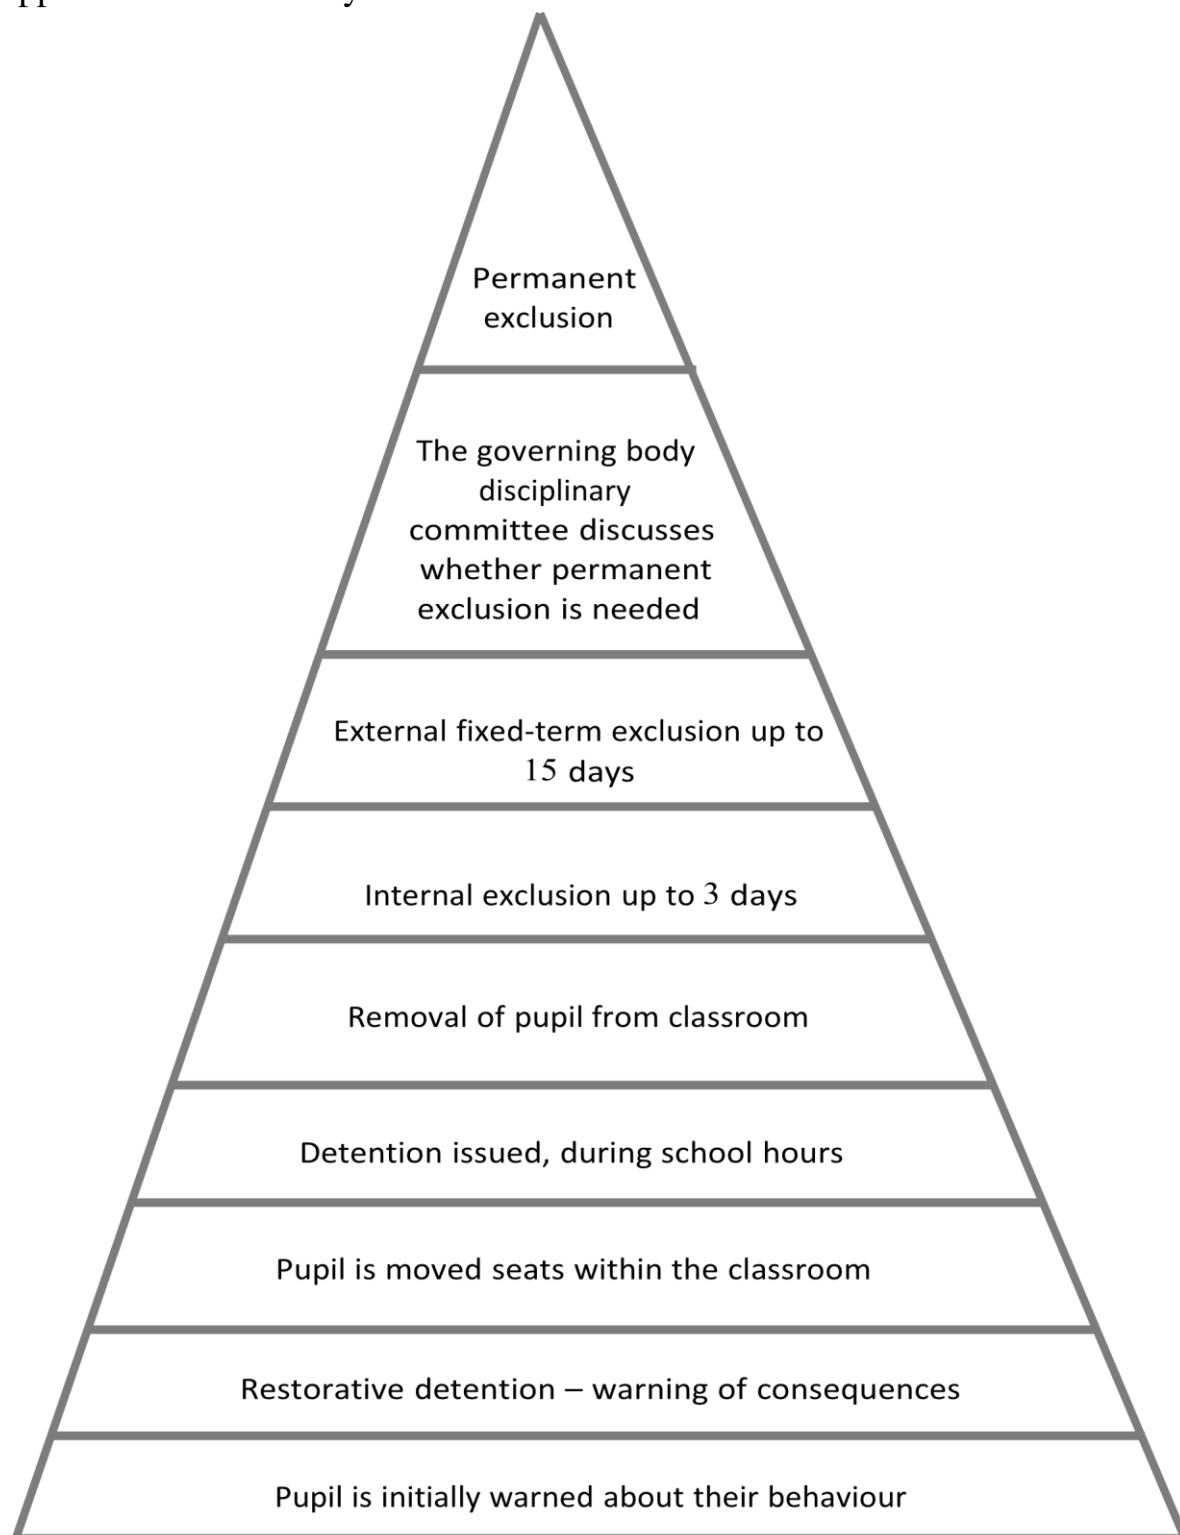 Permanent
exclusion
The governing body
disciplinary
committee discusses
whether permanent
exclusion is needed
External fixed-term exclusion up to
15 days
Internal exclusion up to 3 days
Removal of pupil from classroom
Detention issued, during school hours
Pupil is moved seats within the classroom
Restorative detention – warning of consequences
Pupil is initially warned about their behaviour